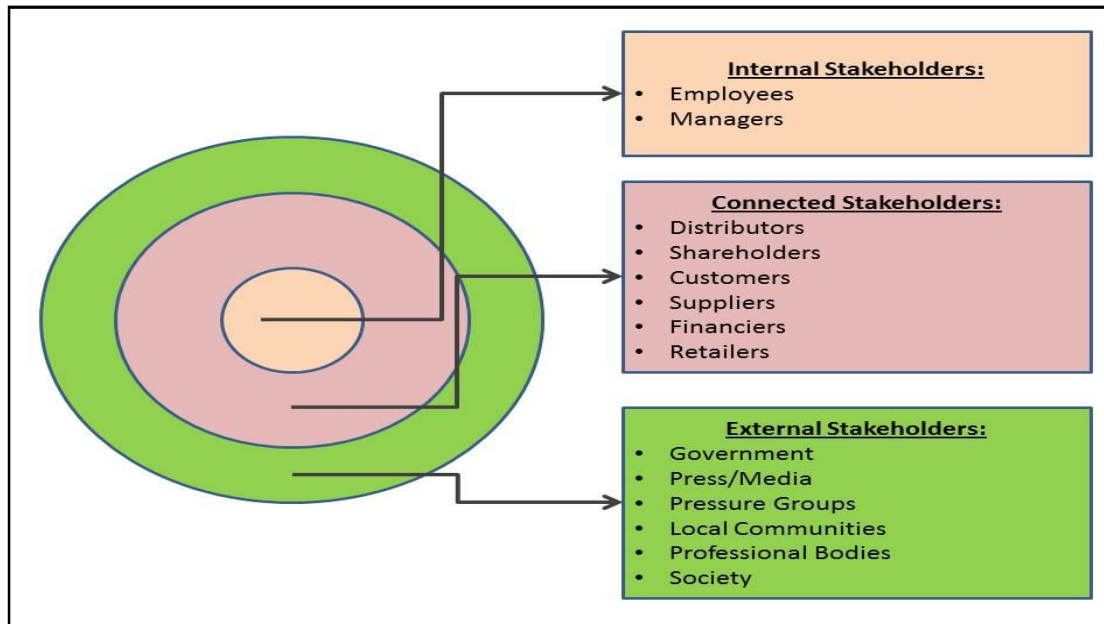 Internal Stakeholders:
• Employees
• Managers
Connected Stakeholders:
• Distributors
• Shareholders
• Customers
• Suppliers
• Financiers
• Retailers
External Stakeholders:
• Government
• Press/Media
• Pressure Groups
• Local Communities
• Professional Bodies
• Society